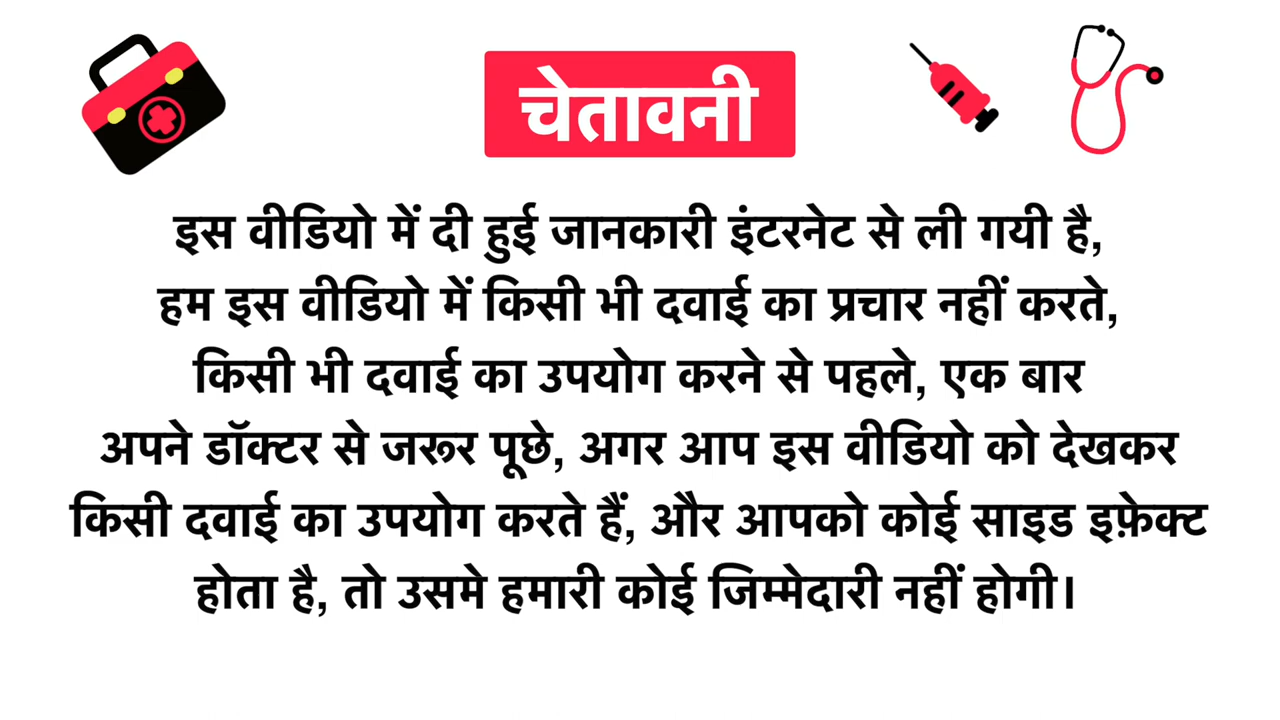 चेतावनी
इस वीडियो में दी हुई जानकारी इंटरनेट से ली गयी है,
हम इस वीडियो में किसी भी दवाई का प्रचार नहीं करते,
किसी भी दवाई का उपयोग करने से पहले, एक बार
अपने डॉक्टर से जरूर पूछे, अगर आप इस वीडियो को देखकर
किसी दवाई का उपयोग करते हैं, और आपको कोई साइड इफ़ेक्ट
होता है, तो उसमे हमारी कोई जिम्मेदारी नहीं होगी।